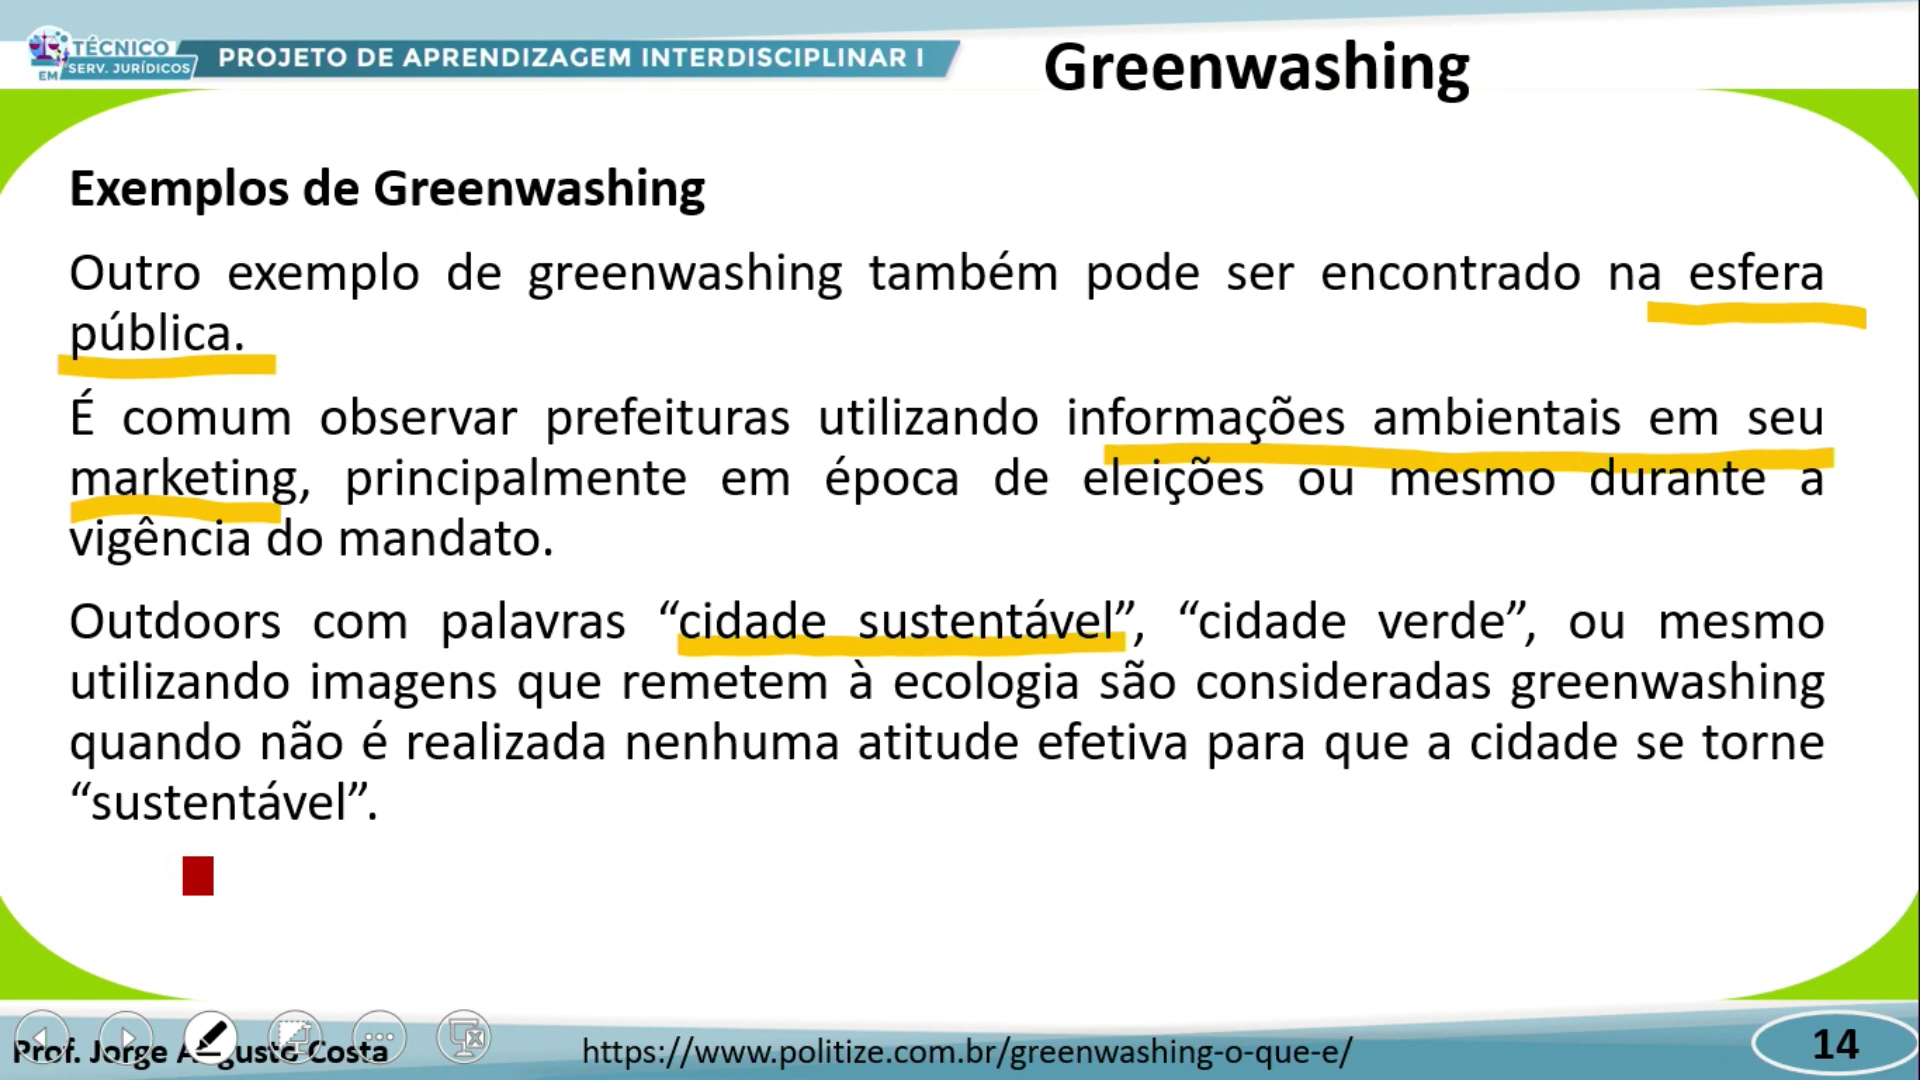 TÉCNICO
EM SERV. JURÍDICOS
PROJETO DE APRENDIZAGEM INTERDISCIPLINAR I
Greenwashing
Exemplos de Greenwashing
Outro exemplo de greenwashing também pode ser encontrado na esfera
pública.
É comum observar prefeituras utilizando informações ambientais em seu
marketing, principalmente em época de eleições ou mesmo durante a
vigência do mandato.
Outdoors com palavras “cidade sustentável”, “cidade verde”, ou mesmo
utilizando imagens que remetem à ecologia são consideradas greenwashing
quando não é realizada nenhuma atitude efetiva para que a cidade se torne
“sustentável”.
Prof. Jorge Augusto Costa
https://www.politize.com.br/greenwashing-o-que-e/
14